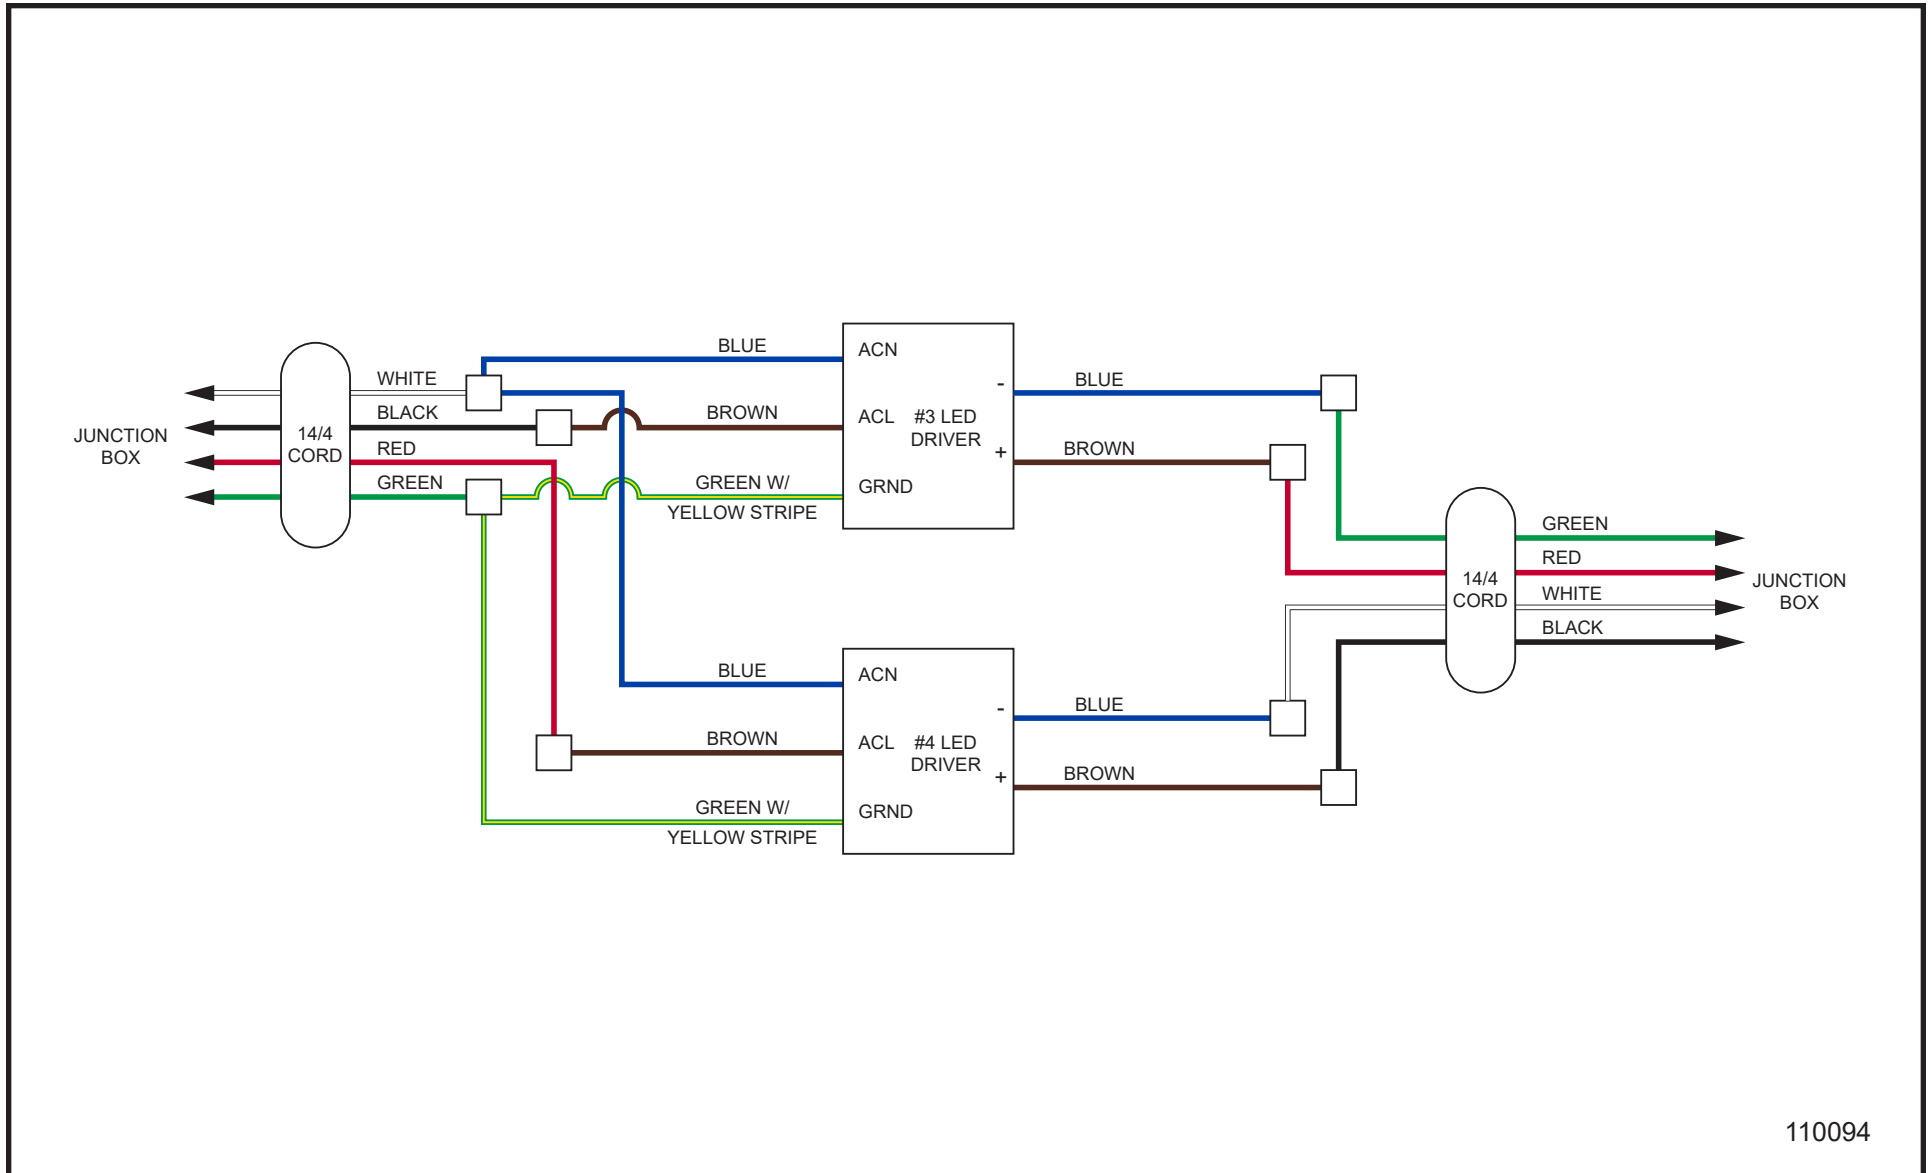 JUNCTION
BOX
14/4
CORD
WHITE
BLACK
RED
GREEN
BLUE
BROWN
GREEN W/
YELLOW STRIPE
ACN
ACL
GRND
#3 LED
DRIVER
-
+
BLUE
BROWN
BLUE
BROWN
GREEN W/
YELLOW STRIPE
ACN
ACL
GRND
#4 LED
DRIVER
-
+
BLUE
BROWN
14/4
CORD
GREEN
RED
WHITE
BLACK
JUNCTION
BOX
110094